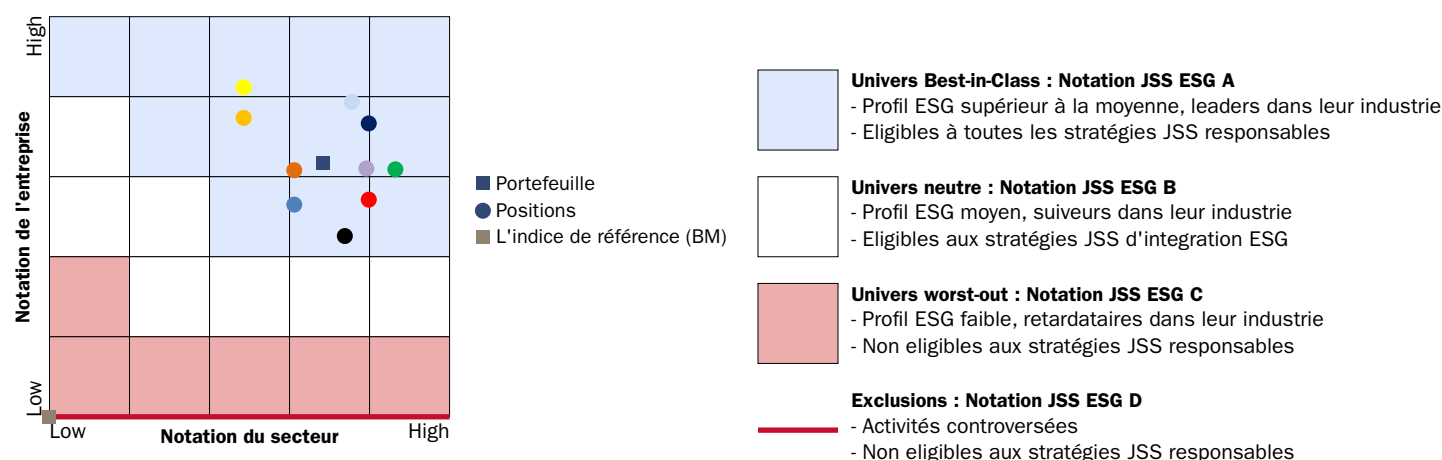 High
Notation de l'entreprise
Low
Low
Notation du secteur
High
Portefeuille
Positions
L'indice de référence (BM)
Univers Best-in-Class : Notation JSS ESG A
- Profil ESG supérieur à la moyenne, leaders dans leur industrie
- Eligibles à toutes les stratégies JSS responsables
Univers neutre : Notation JSS ESG B
- Profil ESG moyen, suiveurs dans leur industrie
- Eligibles aux stratégies JSS d'integration ESG
Univers worst-out : Notation JSS ESG C
- Profil ESG faible, retardataires dans leur industrie
- Non eligibles aux stratégies JSS responsables
Exclusions : Notation JSS ESG D
- Activités controversées
- Non eligibles aux stratégies JSS responsables